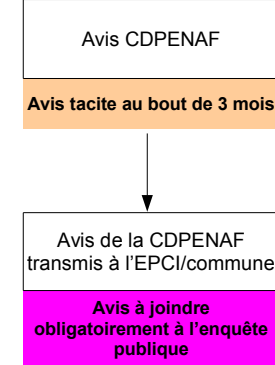 Avis CDPENAF
Avis tacite au bout de 3 mois
Avis de la CDPENAF
transmis à l'EPCI/commune
Avis à joindre
obligatoirement à l'enquête
publique